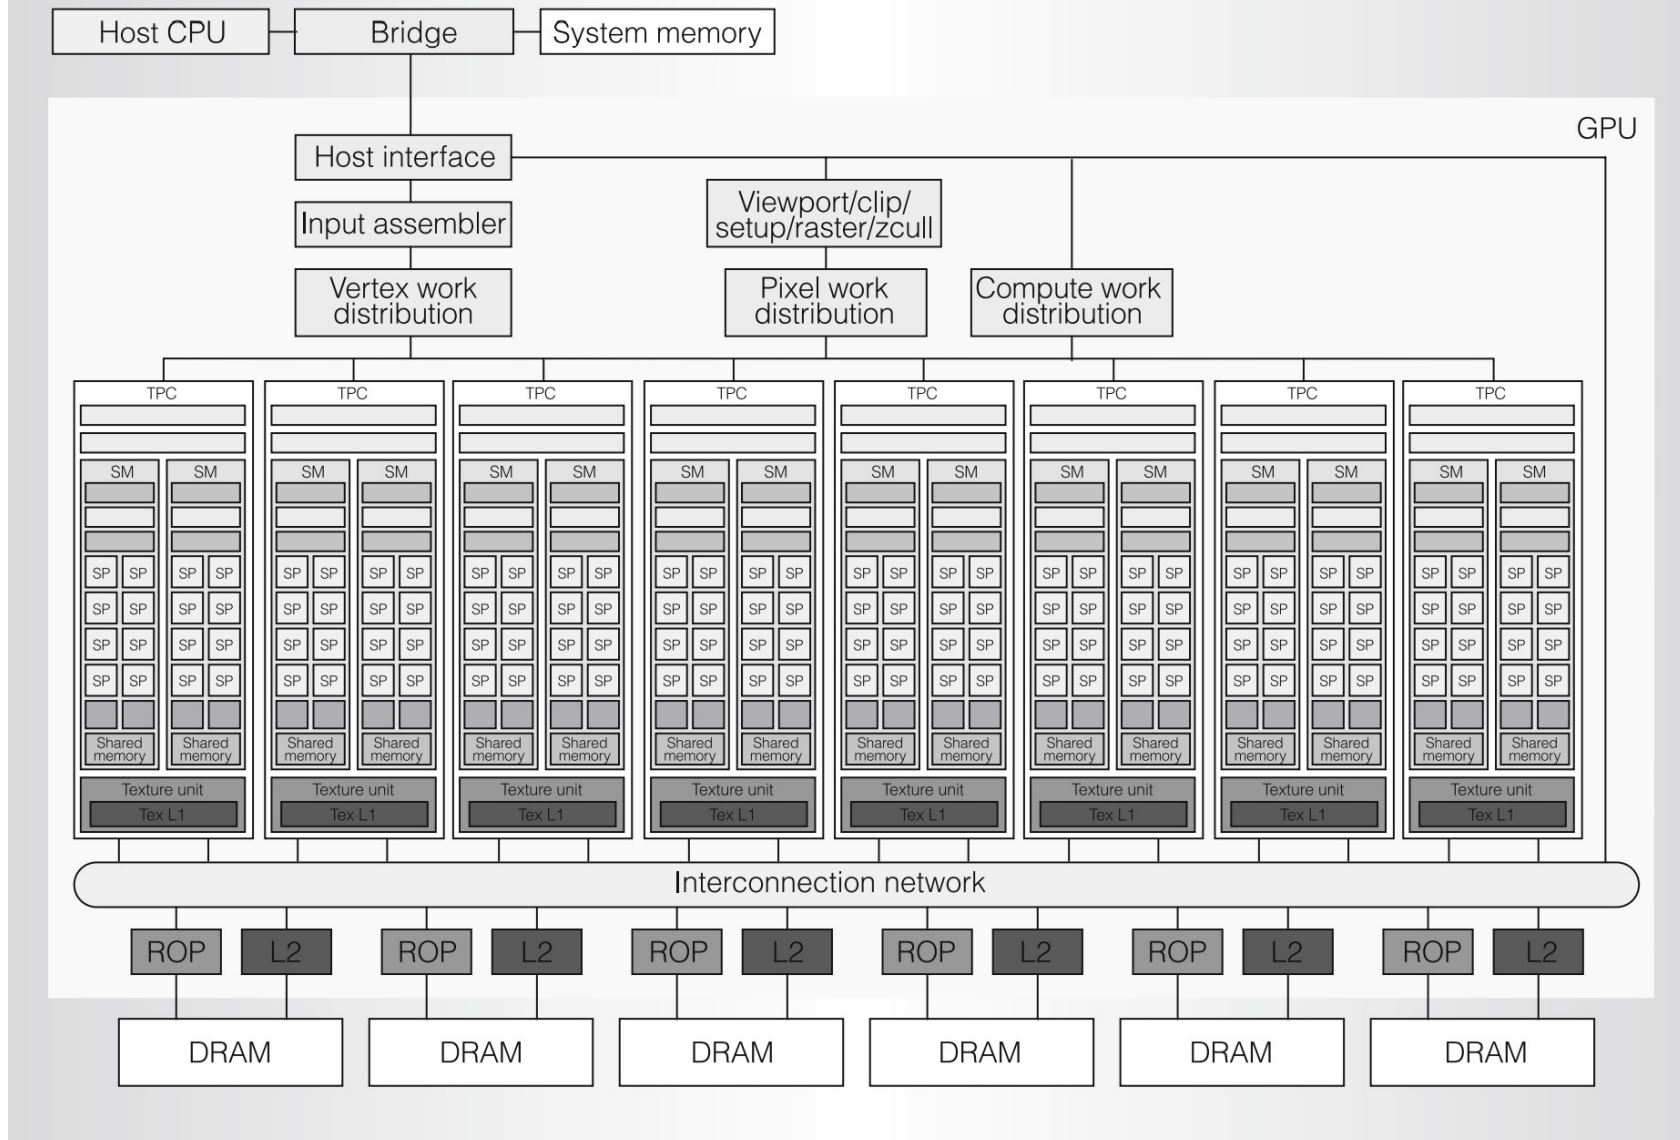 Host CPU Bridge System memory
GPU
Host interface
Viewport/clip/
setup/raster/zcull
Input assembler
Vertex work
distribution
Pixel work
distribution
Compute work
distribution
TPC TPC TPC TPC TPC TPC TPC TPC
SM SM SM SM SM SM SM SM SM SM SM SM SM SM SM SM
SP SP SP SP SP SP SP SP SP SP SP SP SP SP SP SP SP SP SP SP SP SP SP SP SP SP SP SP SP SP SP SP
SP SP SP SP SP SP SP SP SP SP SP SP SP SP SP SP SP SP SP SP SP SP SP SP SP SP SP SP SP SP SP SP
SP SP SP SP SP SP SP SP SP SP SP SP SP SP SP SP SP SP SP SP SP SP SP SP SP SP SP SP SP SP SP SP
SP SP SP SP SP SP SP SP SP SP SP SP SP SP SP SP SP SP SP SP SP SP SP SP SP SP SP SP SP SP SP SP
Shared Shared Shared Shared Shared Shared Shared Shared Shared Shared Shared Shared Shared Shared Shared Shared
memory memory memory memory memory memory memory memory memory memory memory memory memory memory memory memory
Texture unit Texture unit Texture unit Texture unit Texture unit Texture unit Texture unit Texture unit
Tex L1 Tex L1 Tex L1 Tex L1 Tex L1 Tex L1 Tex L1 Tex L1
Interconnection network
ROP L2 ROP L2 ROP L2 ROP L2 ROP L2 ROP L2
DRAM DRAM DRAM DRAM DRAM DRAM